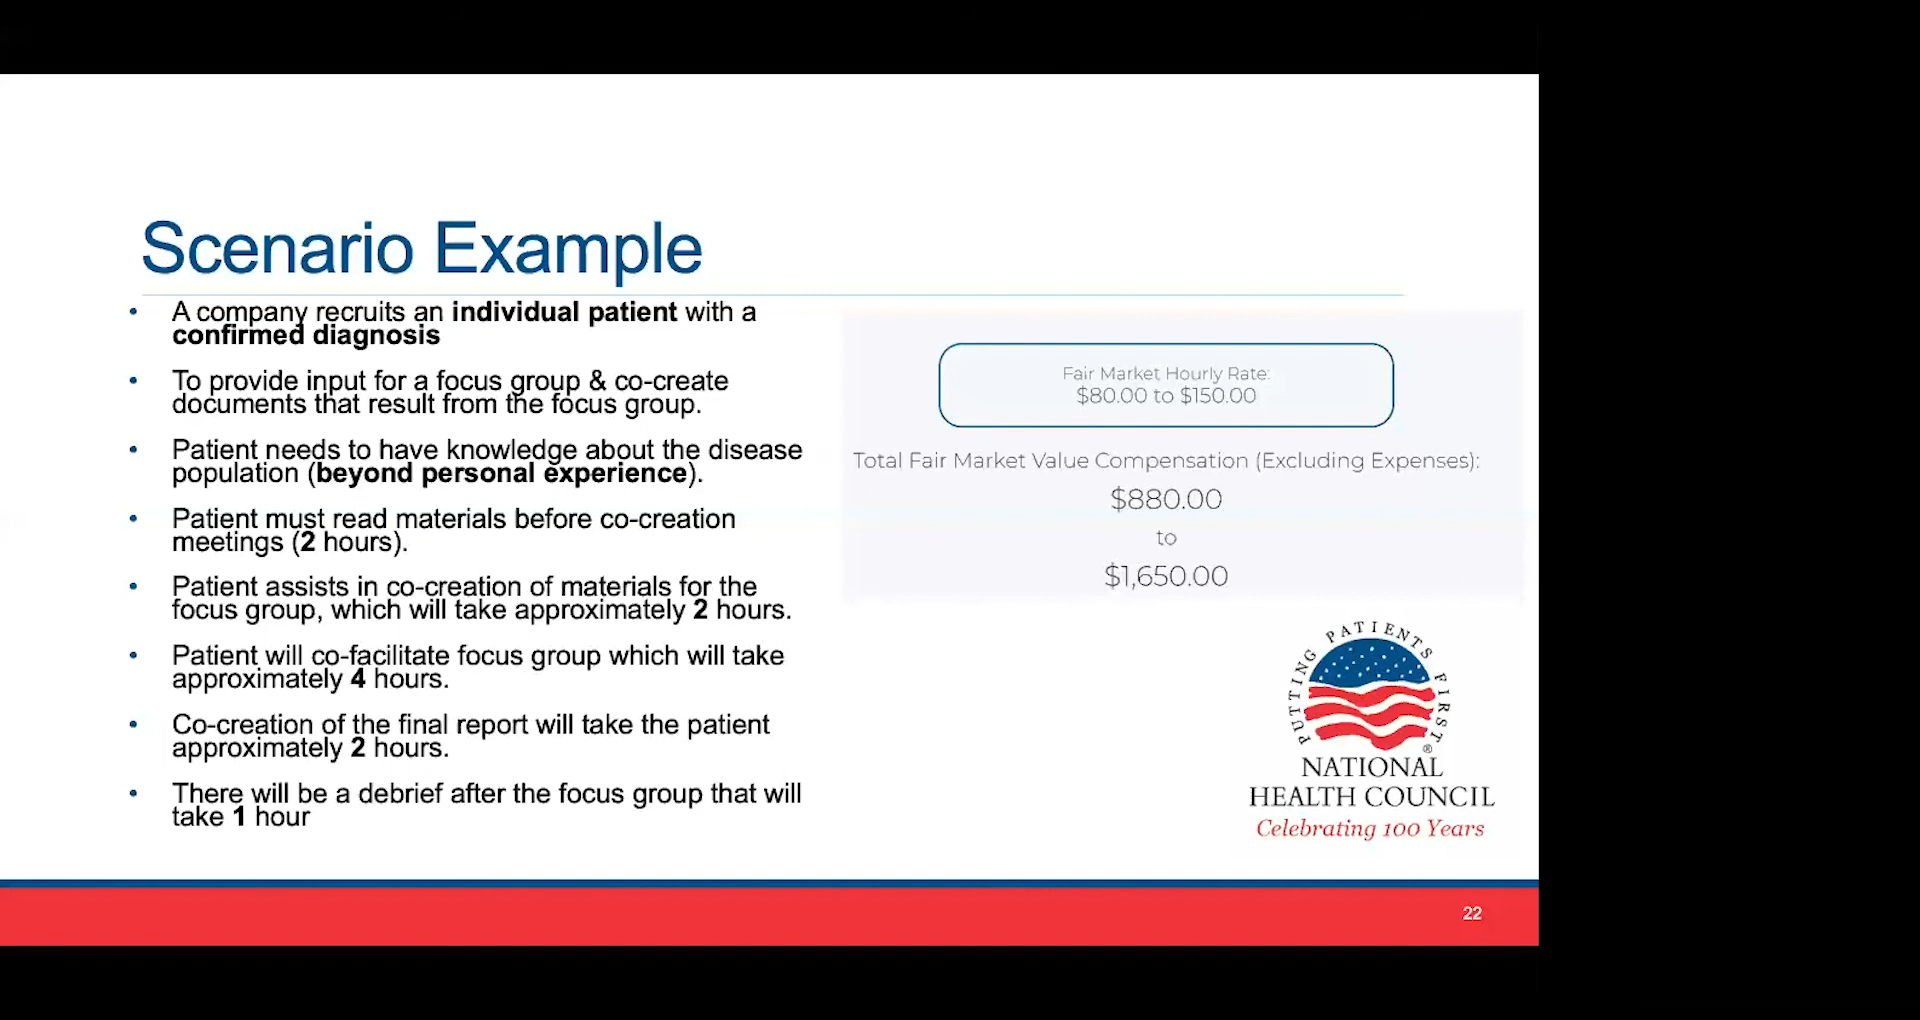 Scenario Example
• A company recruits an individual patient with a
confirmed diagnosis
• To provide input for a focus group & co-create
documents that result from the focus group.
• Patient needs to have knowledge about the disease
population (beyond personal experience).
• Patient must read materials before co-creation
meetings (2 hours).
• Patient assists in co-creation of materials for the
focus group, which will take approximately 2 hours.
• Patient will co-facilitate focus group which will take
approximately 4 hours.
• Co-creation of the final report will take the patient
approximately 2 hours.
• There will be a debrief after the focus group that will
take 1 hour
Fair Market Hourly Rate:
$80.00 to $150.00
Total Fair Market Value Compensation (Excluding Expenses):
$880.00
to
$1,650.00
PUTTING PATIENTS FIRST®
NATIONAL
HEALTH COUNCIL
Celebrating 100 Years
22